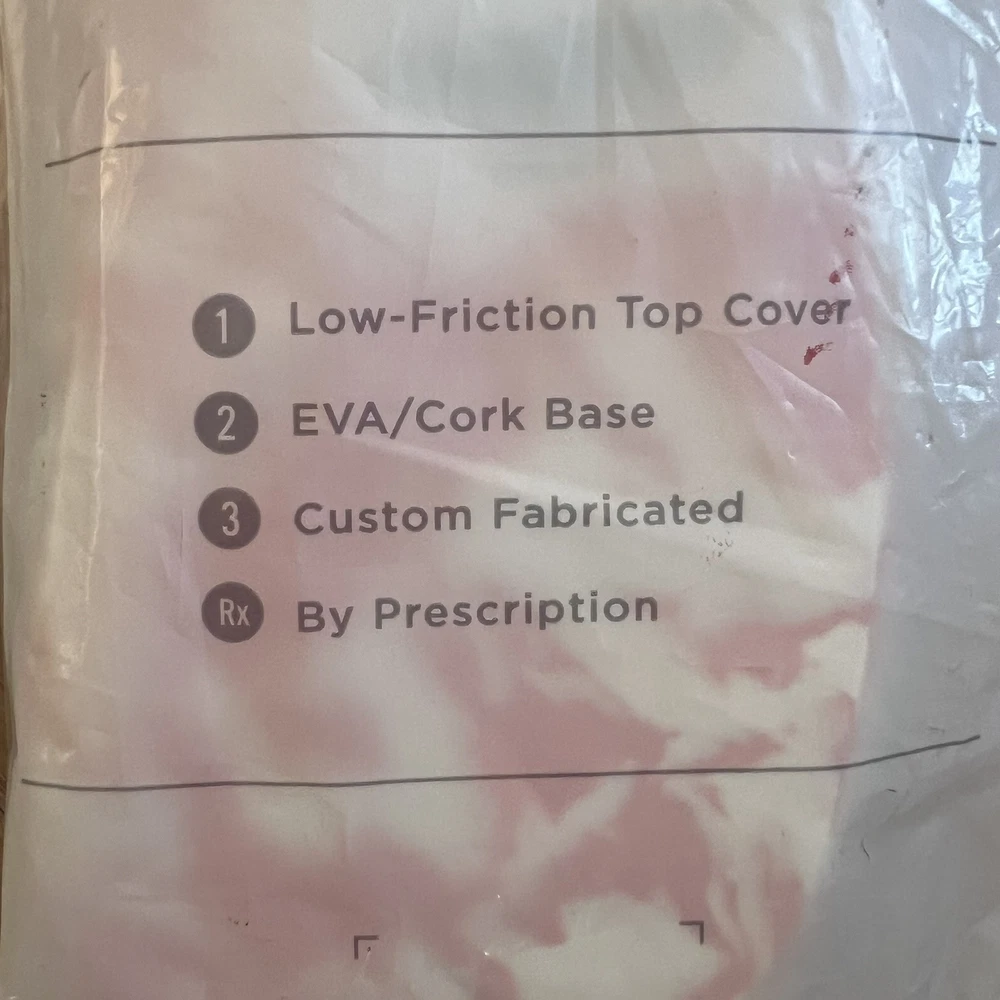 1 Low-Friction Top Cover
2 EVA/Cork Base
3 Custom Fabricated
Rx By Prescription